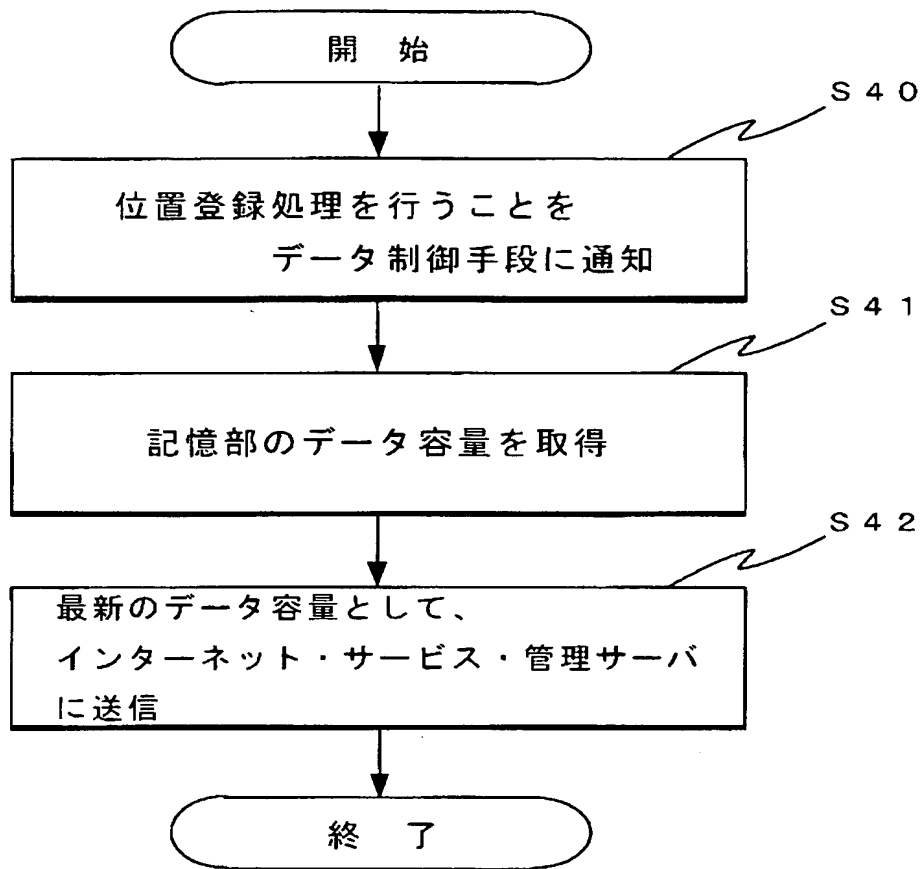 開 始
S40
位置登録処理を行うことを
データ制御手段に通知
S41
記憶部のデータ容量を取得
S42
最新のデータ容量として、
インターネット・サービス・管理サーバ
に送信
終 了